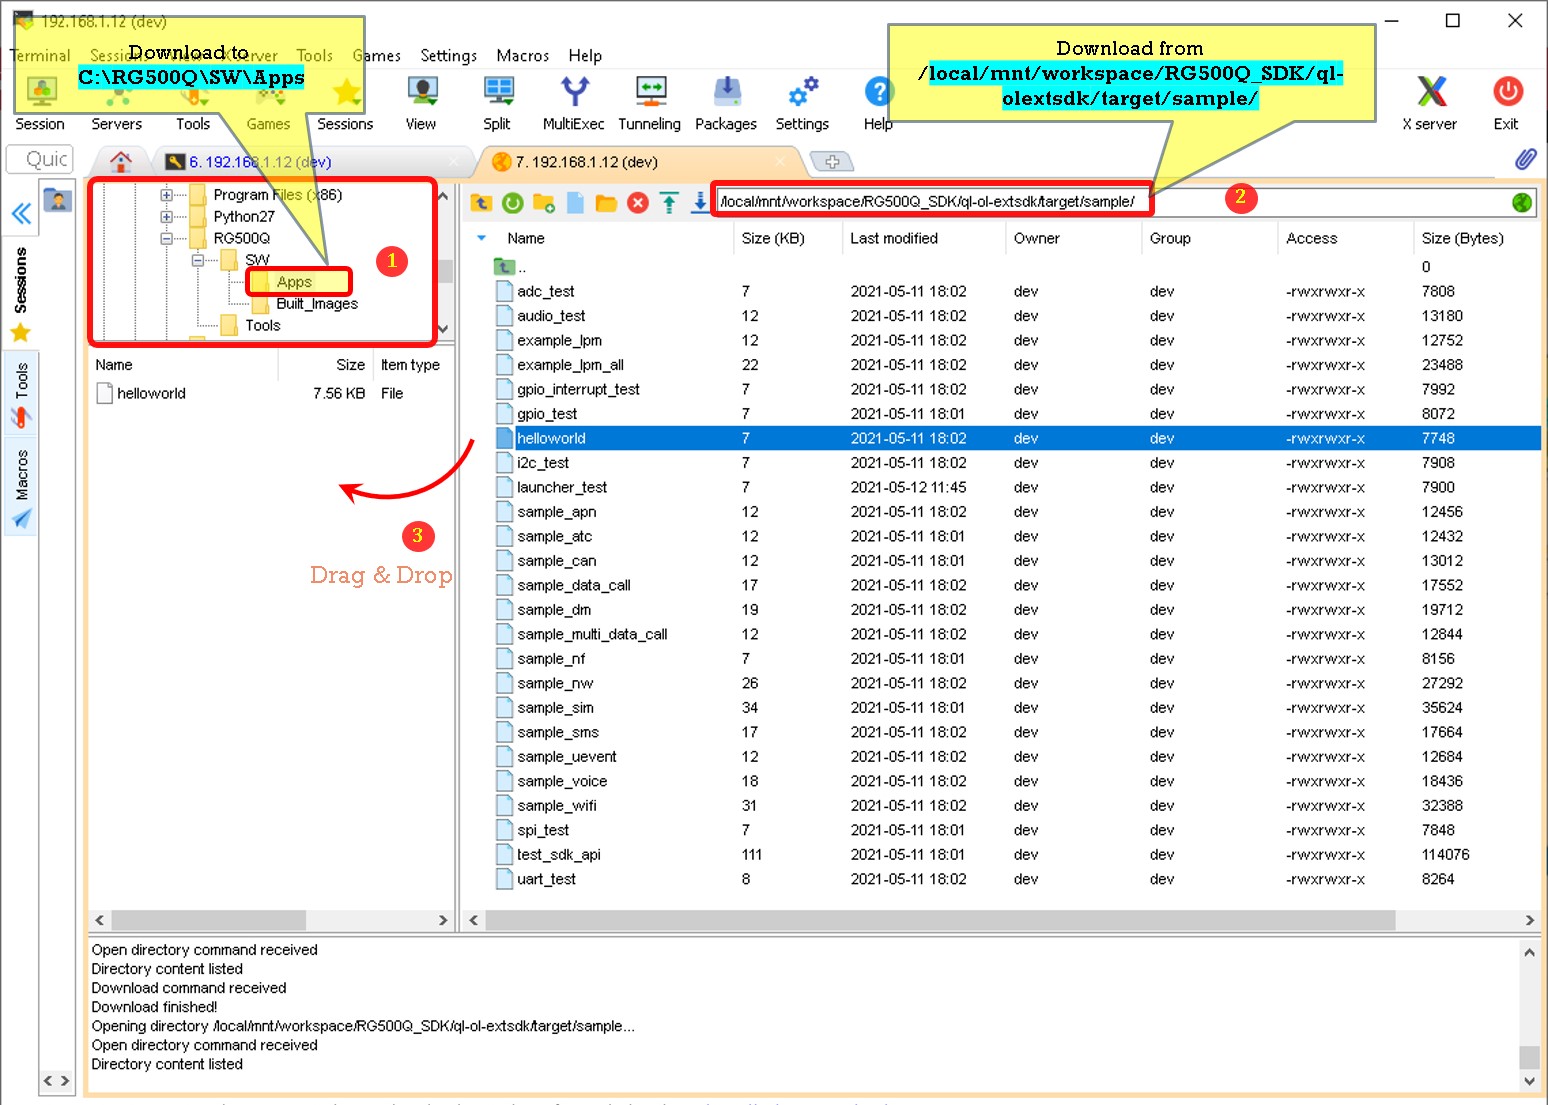 192.168.1.12 (dev)
Download to
C:\RG500Q\SW\Apps
Download from
/local/mnt/workspace/RG500Q_SDK/ql-
olextsdk/target/sample/
Terminal Sessions View X server Tools Games Settings Macros Help
Session Servers Tools Games Sessions View Split MultiExec Tunneling Packages Settings Help X server Exit
Quic
6. 192.168.1.12 (dev)
7. 192.168.1.12 (dev)
Sessions
Tools
Macros
Program Files (x86)
Python27
RG500Q
SW
Apps
Built_Images
Tools
1
/local/mnt/workspace/RG500Q_SDK/ql-ol-extsdk/target/sample/
2
Name Size Item type
helloworld 7.56 KB File
3
Drag & Drop
Name Size (KB) Last modified Owner Group Access Size (Bytes)
.. 0
adc_test 7 2021-05-11 18:02 dev dev -rwxrwxr-x 7808
audio_test 12 2021-05-11 18:02 dev dev -rwxrwxr-x 13180
example_lpm 12 2021-05-11 18:02 dev dev -rwxrwxr-x 12752
example_lpm_all 22 2021-05-11 18:02 dev dev -rwxrwxr-x 23488
gpio_interrupt_test 7 2021-05-11 18:02 dev dev -rwxrwxr-x 7992
gpio_test 7 2021-05-11 18:01 dev dev -rwxrwxr-x 8072
helloworld 7 2021-05-11 18:02 dev dev -rwxrwxr-x 7748
i2c_test 7 2021-05-11 18:02 dev dev -rwxrwxr-x 7908
launcher_test 7 2021-05-12 11:45 dev dev -rwxrwxr-x 7900
sample_apn 12 2021-05-11 18:02 dev dev -rwxrwxr-x 12456
sample_atc 12 2021-05-11 18:01 dev dev -rwxrwxr-x 12432
sample_can 12 2021-05-11 18:01 dev dev -rwxrwxr-x 13012
sample_data_call 17 2021-05-11 18:02 dev dev -rwxrwxr-x 17552
sample_dm 19 2021-05-11 18:02 dev dev -rwxrwxr-x 19712
sample_multi_data_call 12 2021-05-11 18:02 dev dev -rwxrwxr-x 12844
sample_nf 7 2021-05-11 18:01 dev dev -rwxrwxr-x 8156
sample_nw 26 2021-05-11 18:02 dev dev -rwxrwxr-x 27292
sample_sim 34 2021-05-11 18:01 dev dev -rwxrwxr-x 35624
sample_sms 17 2021-05-11 18:02 dev dev -rwxrwxr-x 17664
sample_uevent 12 2021-05-11 18:02 dev dev -rwxrwxr-x 12684
sample_voice 18 2021-05-11 18:02 dev dev -rwxrwxr-x 18436
sample_wifi 31 2021-05-11 18:02 dev dev -rwxrwxr-x 32388
spi_test 7 2021-05-11 18:01 dev dev -rwxrwxr-x 7848
test_sdk_api 111 2021-05-11 18:01 dev dev -rwxrwxr-x 114076
uart_test 8 2021-05-11 18:02 dev dev -rwxrwxr-x 8264
Open directory command received
Directory content listed
Download command received
Download finished!
Opening directory /local/mnt/workspace/RG500Q_SDK/ql-ol-extsdk/target/sample...
Open directory command received
Directory content listed